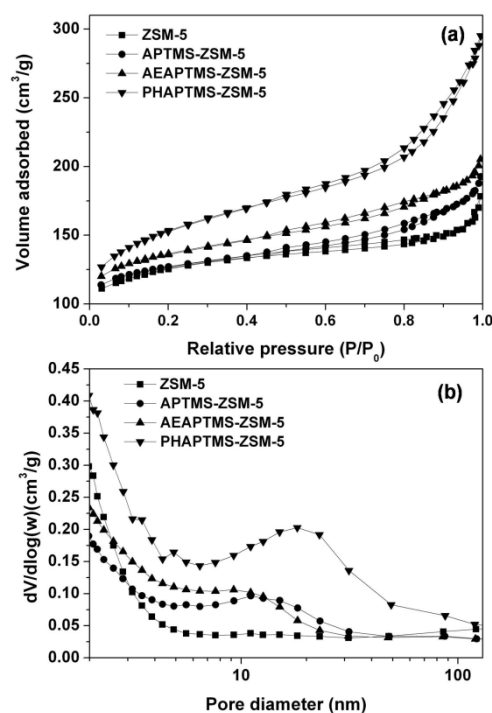 (a)
ZSM-5
APTMS-ZSM-5
AEAPTMS-ZSM-5
PHAPTMS-ZSM-5
Volume adsorbed (cm³/g)
300
250
200
150
100
0.0 0.2 0.4 0.6 0.8 1.0
Relative pressure (P/P₀)
(b)
ZSM-5
APTMS-ZSM-5
AEAPTMS-ZSM-5
PHAPTMS-ZSM-5
dV/dlog(w)(cm³/g)
0.45
0.40
0.35
0.30
0.25
0.20
0.15
0.10
0.05
0.00
10 100
Pore diameter (nm)